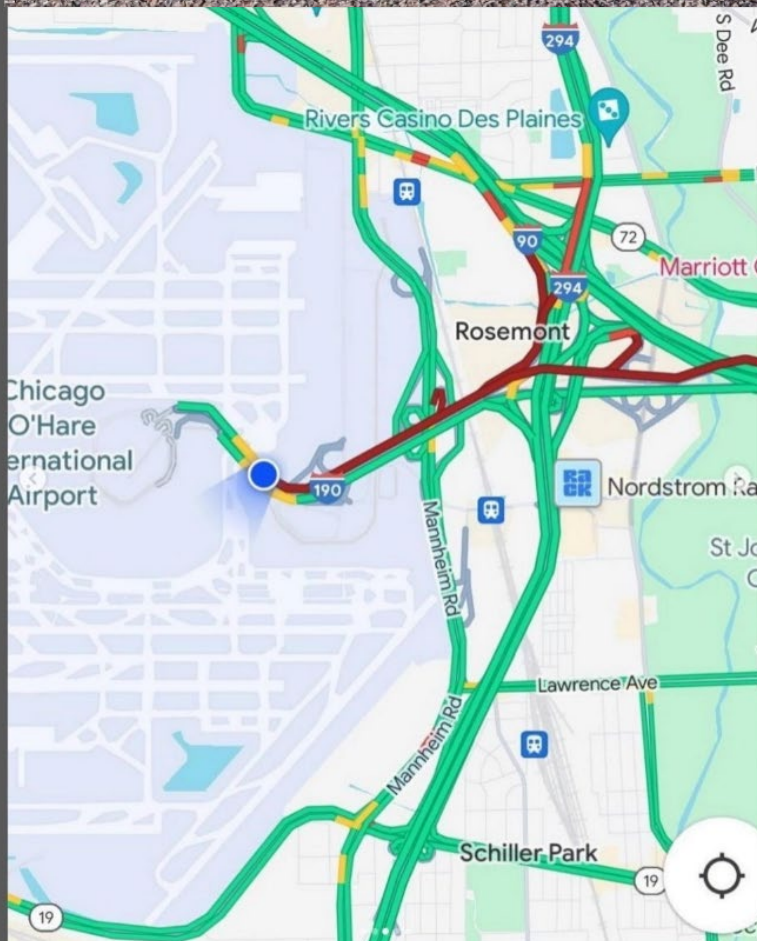 294
S Dee Rd
Rivers Casino Des Plaines
90
72
294
Marriott
Rosemont
Chicago
O'Hare
ernational
Airport
190
RACK
Nordstrom Ra
Mannheim Rd
St Jo
Lawrence Ave
Mannheim Rd
Schiller Park
19
19